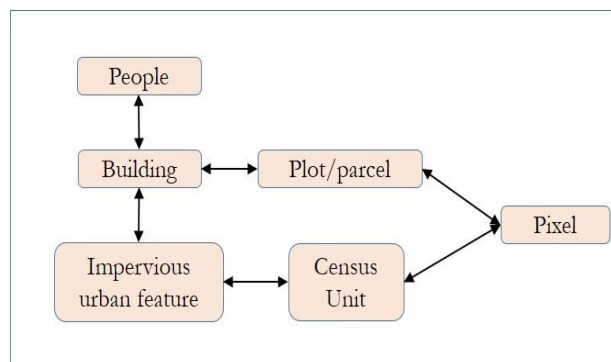 People
Building
Plot/parcel
Pixel
Impervious
urban feature
Census
Unit